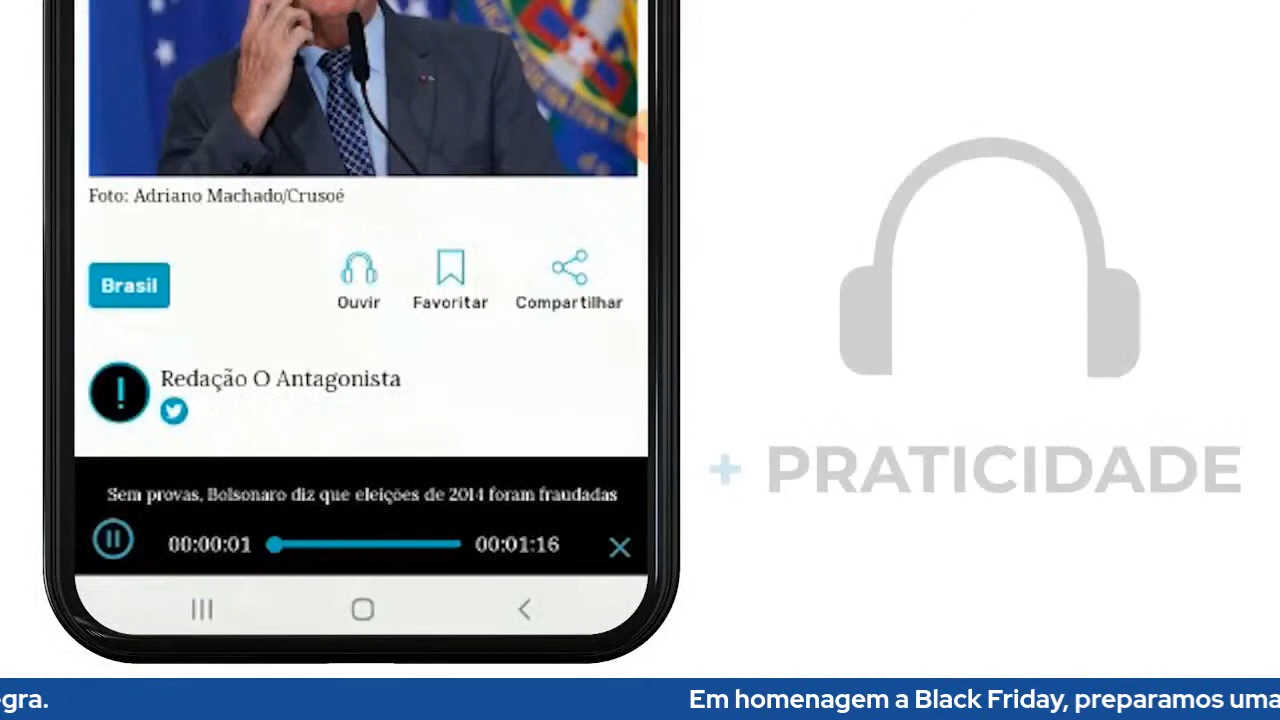 Foto: Adriano Machado/Crusoé
Brasil
Ouvir
Favoritar
Compartilhar
Redação O Antagonista
Sem provas, Bolsonaro diz que eleições de 2014 foram fraudadas
00:00:01
00:01:16
+ PRATICIDADE
gra.
Em homenagem a Black Friday, preparamos uma